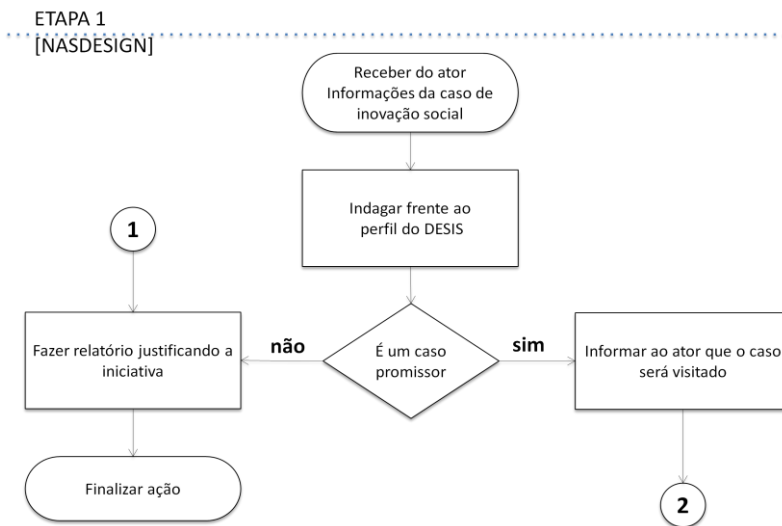 ETAPA 1
[NASDESIGN]
Receber do ator
Informações da caso de
inovação social
Indagar frente ao
perfil do DESIS
1
Fazer relatório justificando a
iniciativa
não
É um caso
promissor
sim
Informar ao ator que o caso
será visitado
Finalizar ação
2